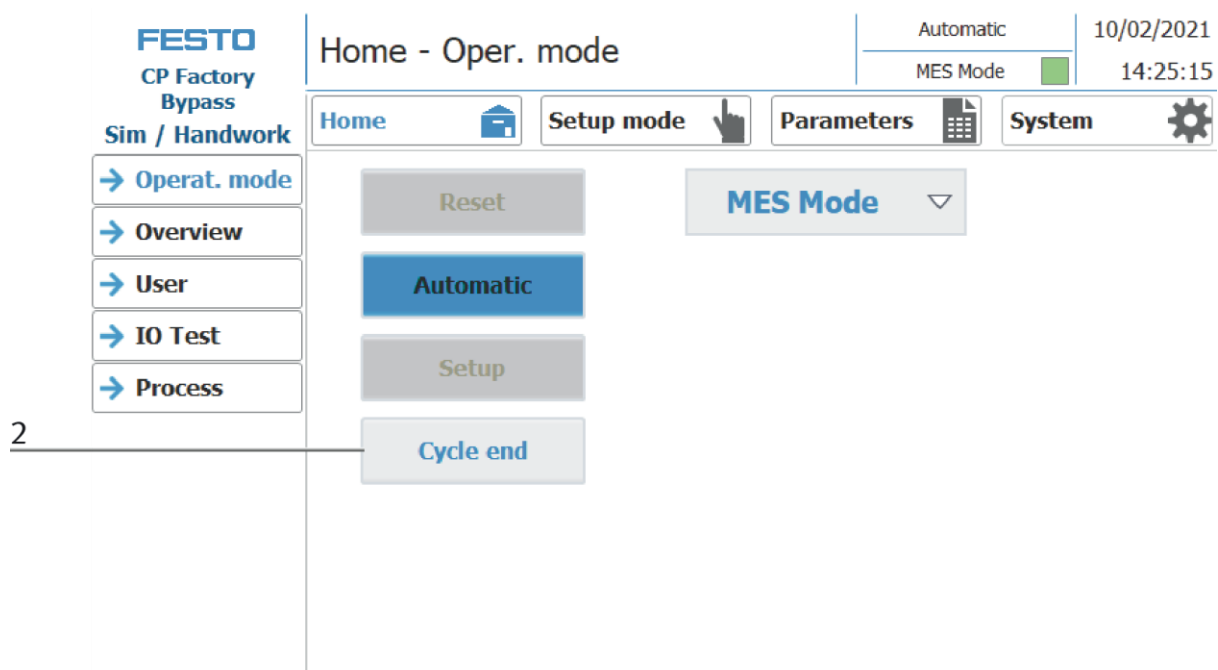 FESTO
CP Factory
Bypass
Sim / Handwork
Home - Oper. mode
Automatic
MES Mode
10/02/2021
14:25:15
Home
Setup mode
Parameters
System
Operat. mode
Overview
User
IO Test
Process
Reset
MES Mode
Automatic
Setup
Cycle end
2